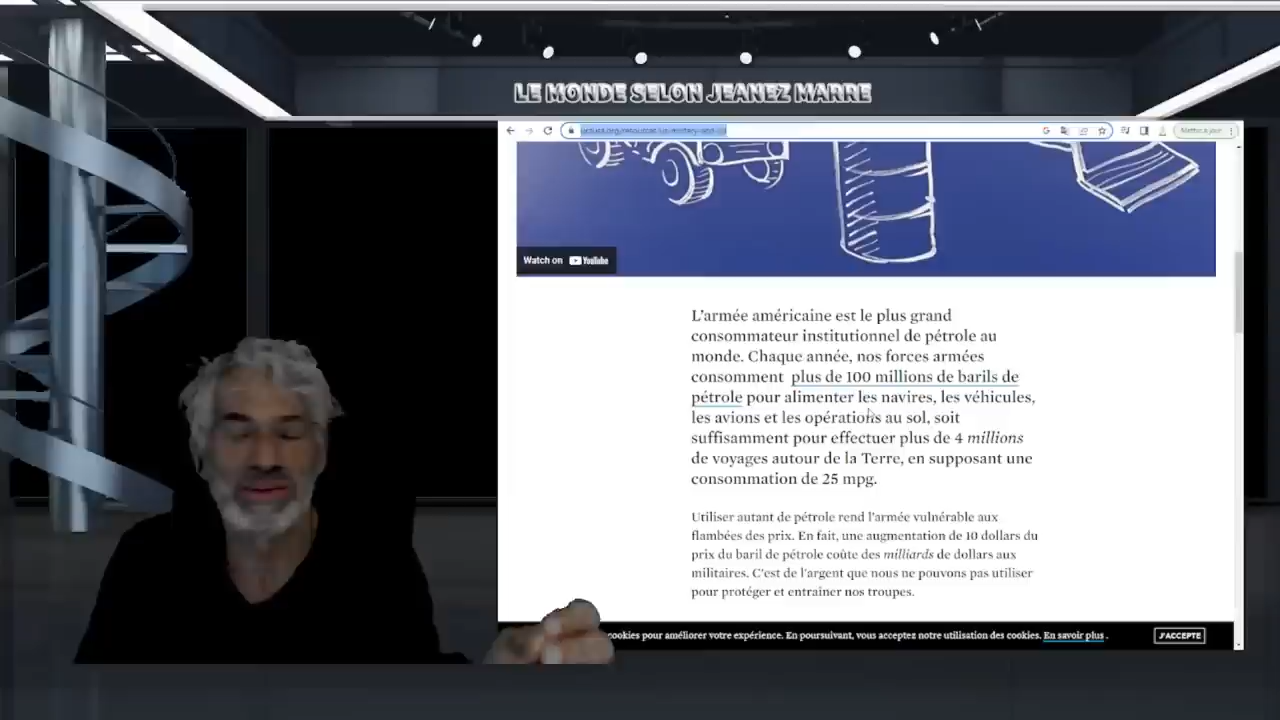 LE MONDE SELON JEANEZ MARRE
Watch on YouTube
L'armée américaine est le plus grand
consommateur institutionnel de pétrole au
monde. Chaque année, nos forces armées
consomment plus de 100 millions de barils de
pétrole pour alimenter les navires, les véhicules,
les avions et les opérations au sol, soit
suffisamment pour effectuer plus de 4 millions
de voyages autour de la Terre, en supposant une
consommation de 25 mpg.
Utiliser autant de pétrole rend l'armée vulnérable aux
flambées des prix. En fait, une augmentation de 10 dollars du
prix du baril de pétrole coûte des milliards de dollars aux
militaires. C'est de l'argent que nous ne pouvons pas utiliser
pour protéger et entraîner nos troupes.
cookies pour améliorer votre expérience. En poursuivant, vous acceptez notre utilisation des cookies. En savoir plus .
J'ACCEPTE